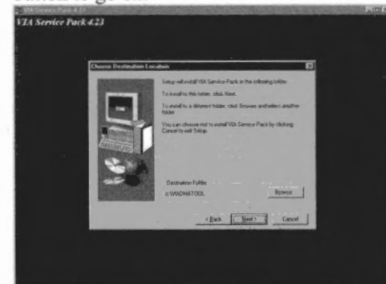 VIA Service Pack 4.23
Choose Destination Location
Setup will install VIA Service Pack in the following folder.
To install to this folder, click Next.
To install to a different folder, click Browse and select another
folder.
You can choose not to install VIA Service Pack by clicking
Cancel to exit Setup.
Destination Folder
Browse...
< Back
Next >
Cancel